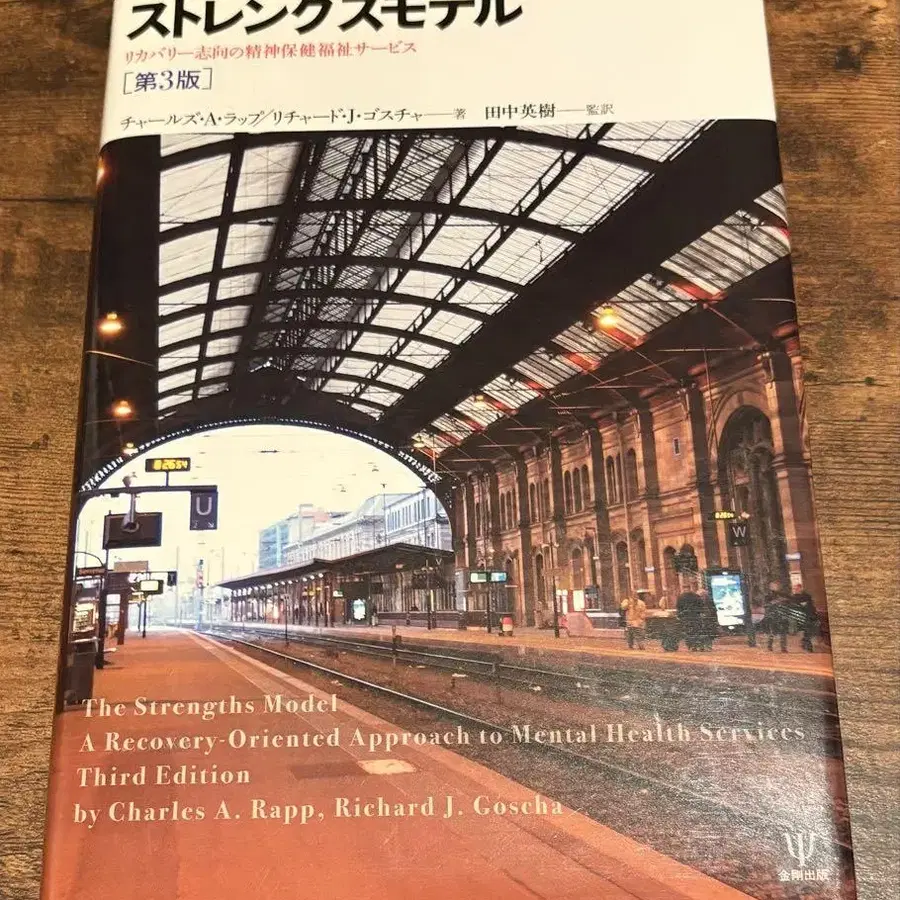 ストレングスモデル
リカバリー志向の精神保健福祉サービス
[第3版]
チャールズ・A・ラップ/リチャード・J・ゴスチャ——著 田中英樹——監訳
U
W
The Strengths Model
A Recovery-Oriented Approach to Mental Health Services
Third Edition
by Charles A. Rapp, Richard J. Goscha
金剛出版